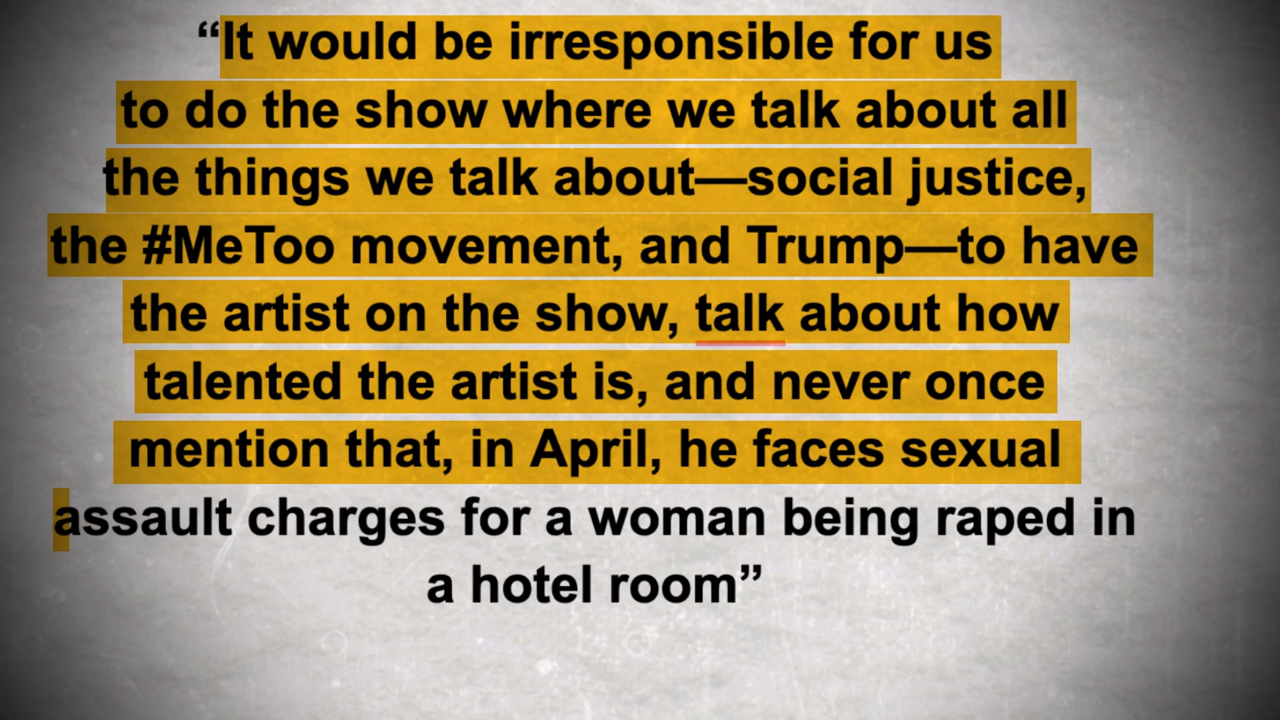 “It would be irresponsible for us
to do the show where we talk about all
the things we talk about—social justice,
the #MeToo movement, and Trump—to have
the artist on the show, talk about how
talented the artist is, and never once
mention that, in April, he faces sexual
assault charges for a woman being raped in
a hotel room”